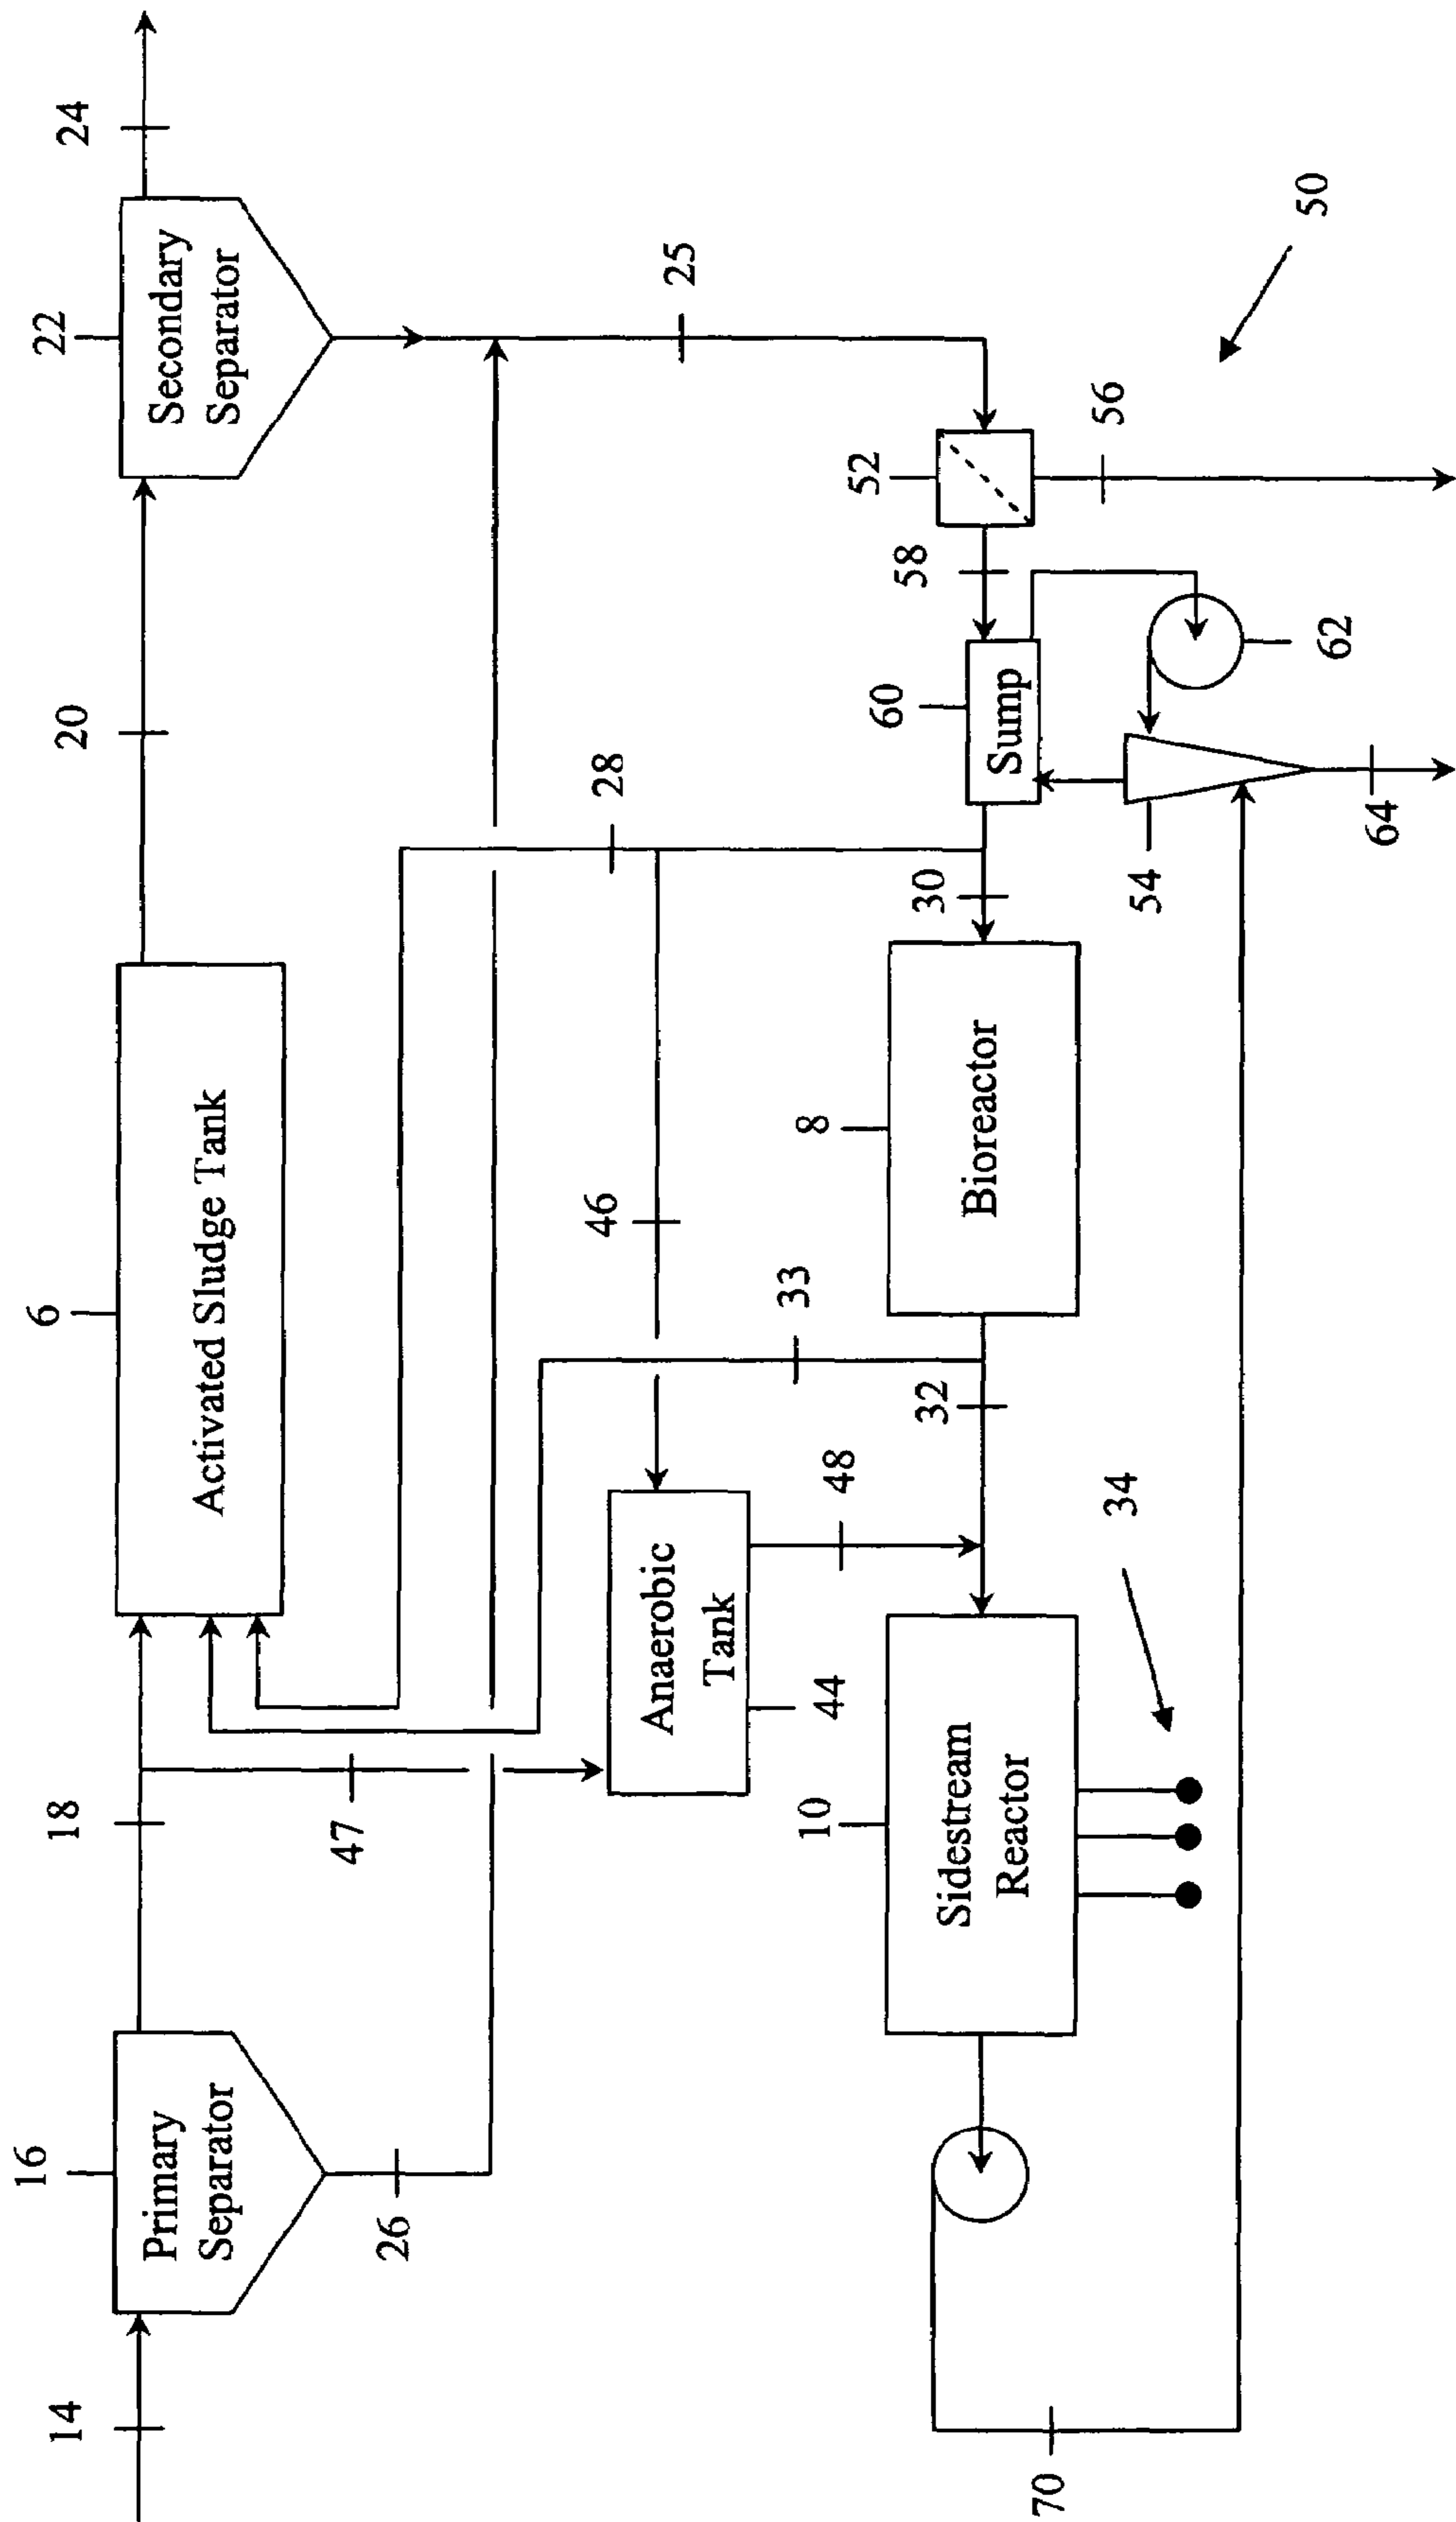 14
16
Primary
Separator
26
18
47
6
Activated Sludge Tank
20
22
Secondary
Separator
24
25
28
46
33
Anaerobic
Tank
44
48
32
8
Bioreactor
30
60
Sump
58
52
56
62
54
64
50
10
Sidestream
Reactor
34
70